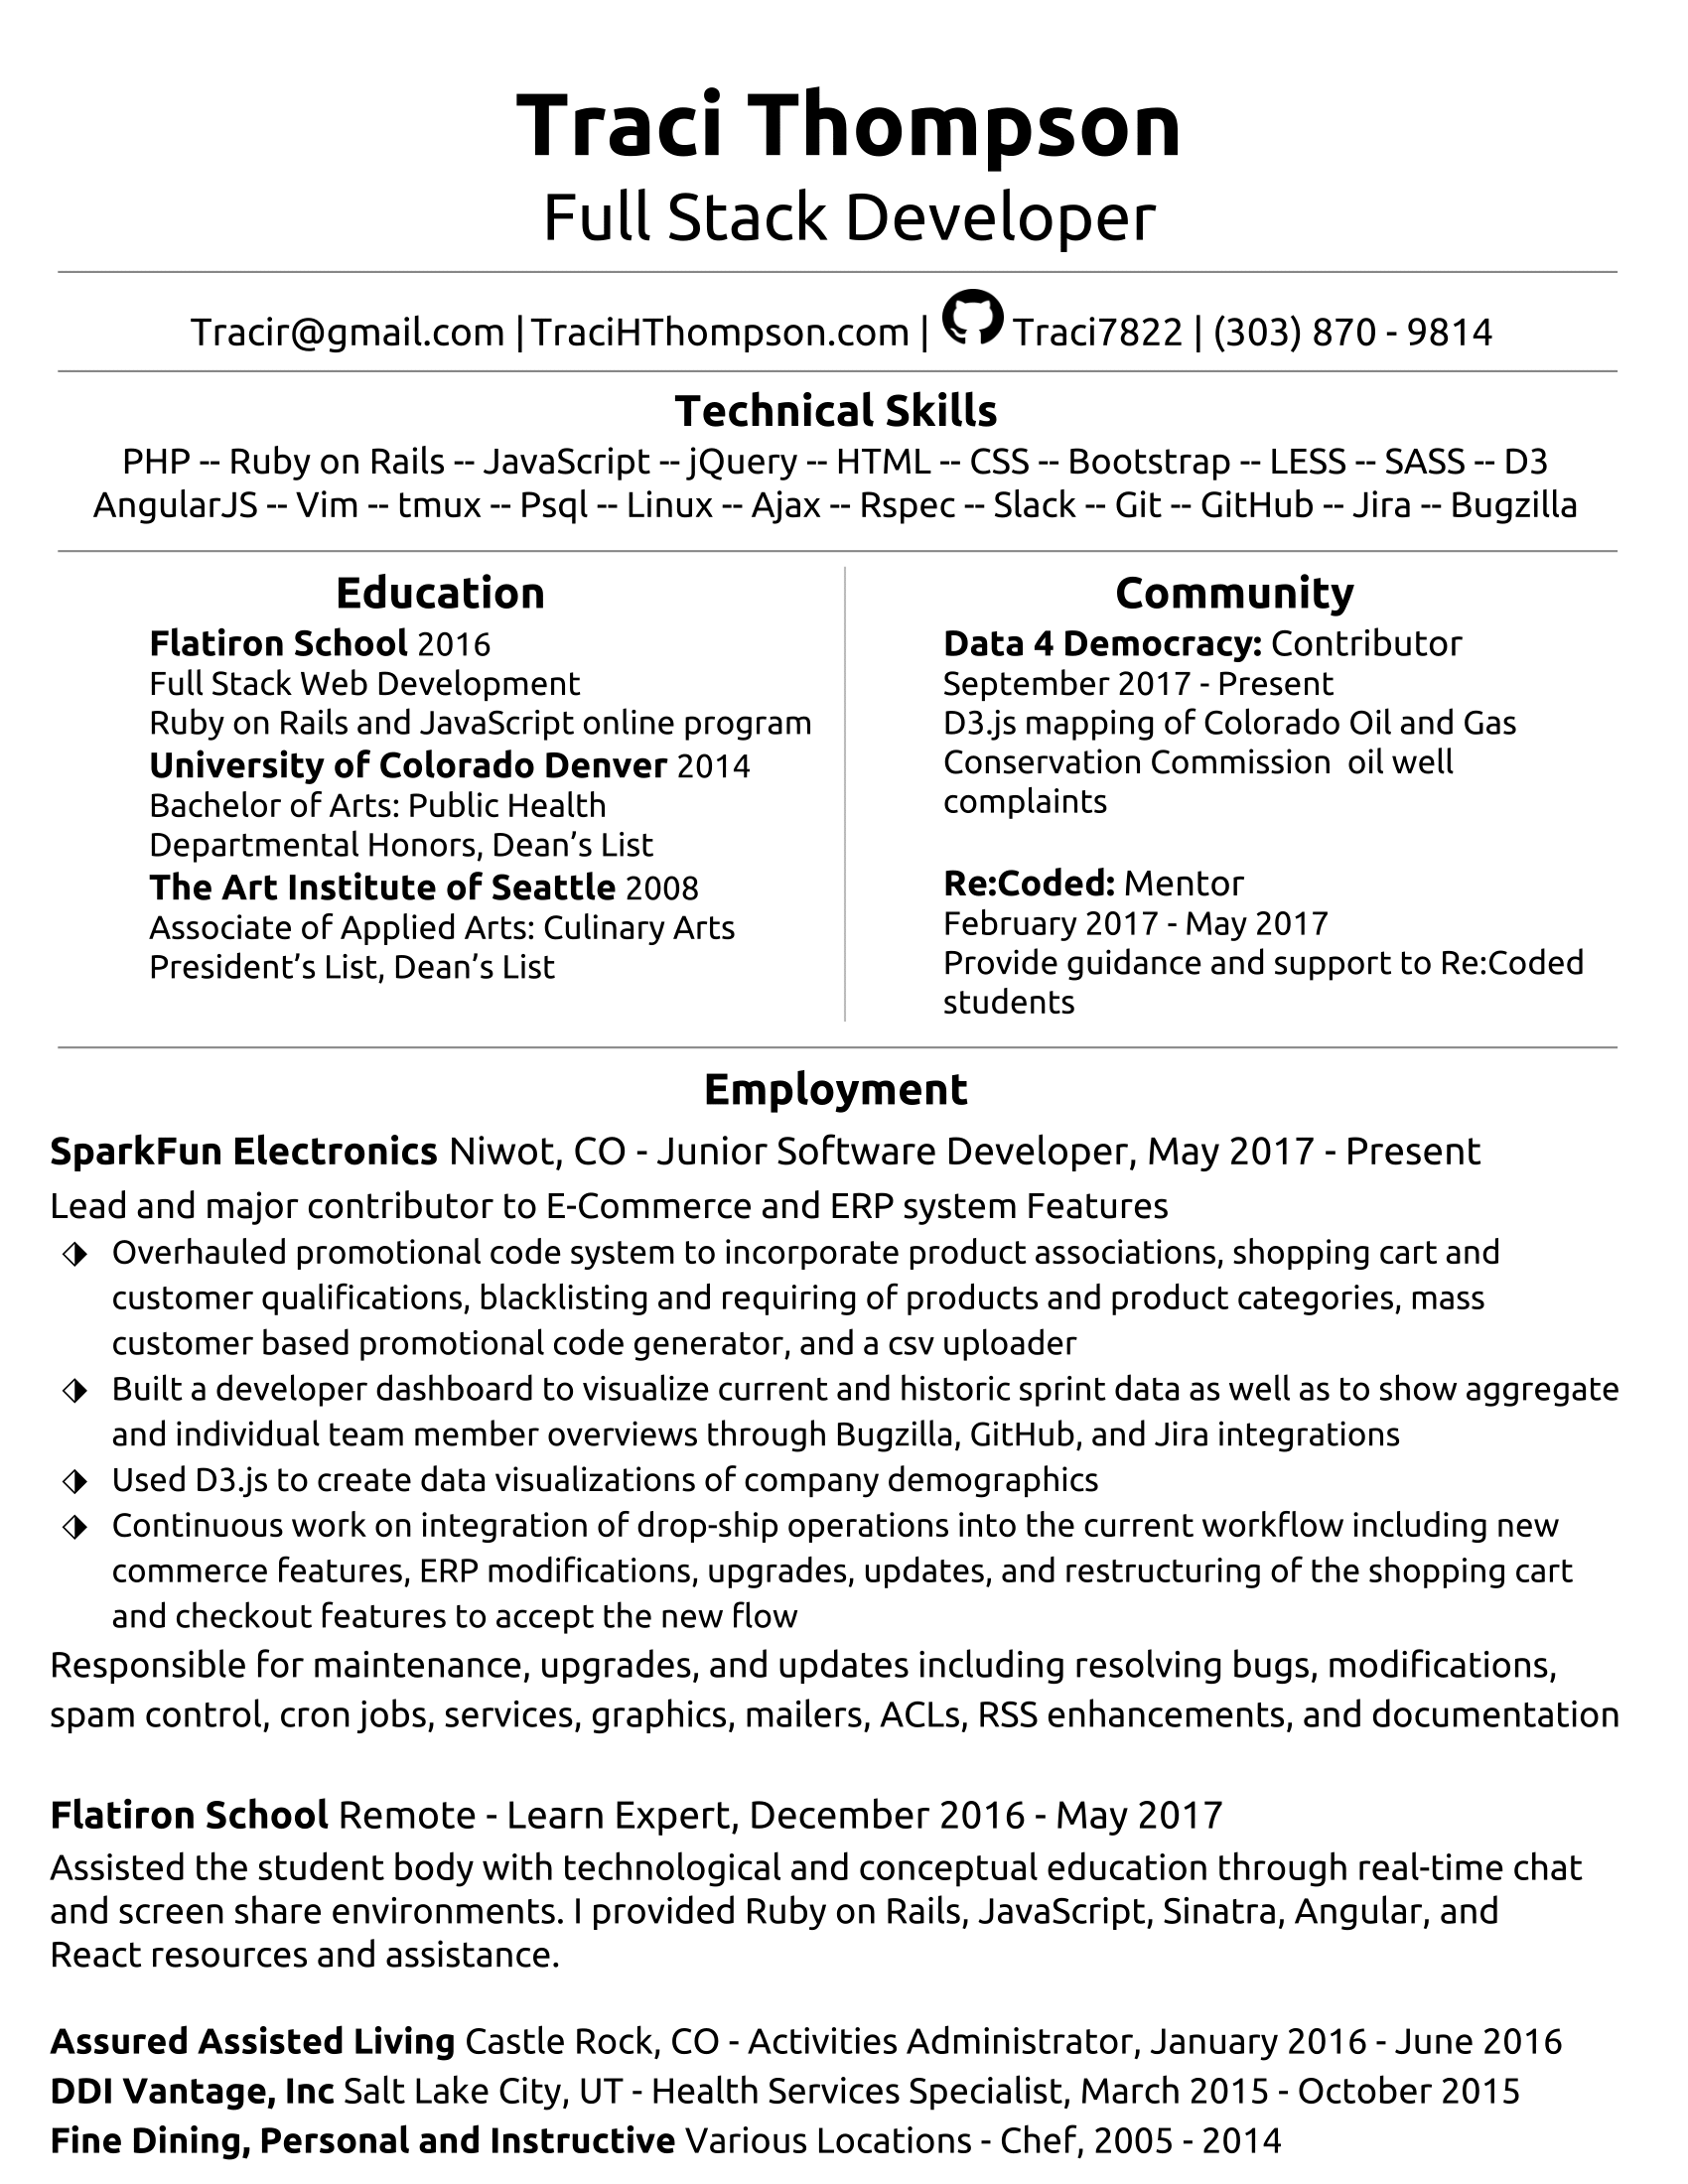 Traci Thompson
Full Stack Developer
Tracir@gmail.com | TraciHThompson.com | Traci7822 | (303) 870 - 9814
Technical Skills
PHP -- Ruby on Rails -- JavaScript -- jQuery -- HTML -- CSS -- Bootstrap -- LESS -- SASS -- D3
AngularJS -- Vim -- tmux -- Psql -- Linux -- Ajax -- Rspec -- Slack -- Git -- GitHub -- Jira -- Bugzilla
Education
Flatiron School 2016
Full Stack Web Development
Ruby on Rails and JavaScript online program
University of Colorado Denver 2014
Bachelor of Arts: Public Health
Departmental Honors, Dean’s List
The Art Institute of Seattle 2008
Associate of Applied Arts: Culinary Arts
President’s List, Dean’s List
Community
Data 4 Democracy: Contributor
September 2017 - Present
D3.js mapping of Colorado Oil and Gas
Conservation Commission  oil well
complaints
Re:Coded: Mentor
February 2017 - May 2017
Provide guidance and support to Re:Coded
students
Employment
SparkFun Electronics Niwot, CO - Junior Software Developer, May 2017 - Present
Lead and major contributor to E-Commerce and ERP system Features
⬗ Overhauled promotional code system to incorporate product associations, shopping cart and
customer qualifications, blacklisting and requiring of products and product categories, mass
customer based promotional code generator, and a csv uploader
⬗ Built a developer dashboard to visualize current and historic sprint data as well as to show aggregate
and individual team member overviews through Bugzilla, GitHub, and Jira integrations
⬗ Used D3.js to create data visualizations of company demographics
⬗ Continuous work on integration of drop-ship operations into the current workflow including new
commerce features, ERP modifications, upgrades, updates, and restructuring of the shopping cart
and checkout features to accept the new flow
Responsible for maintenance, upgrades, and updates including resolving bugs, modifications,
spam control, cron jobs, services, graphics, mailers, ACLs, RSS enhancements, and documentation
Flatiron School Remote - Learn Expert, December 2016 - May 2017
Assisted the student body with technological and conceptual education through real-time chat
and screen share environments. I provided Ruby on Rails, JavaScript, Sinatra, Angular, and
React resources and assistance.
Assured Assisted Living Castle Rock, CO - Activities Administrator, January 2016 - June 2016
DDI Vantage, Inc Salt Lake City, UT - Health Services Specialist, March 2015 - October 2015
Fine Dining, Personal and Instructive Various Locations - Chef, 2005 - 2014